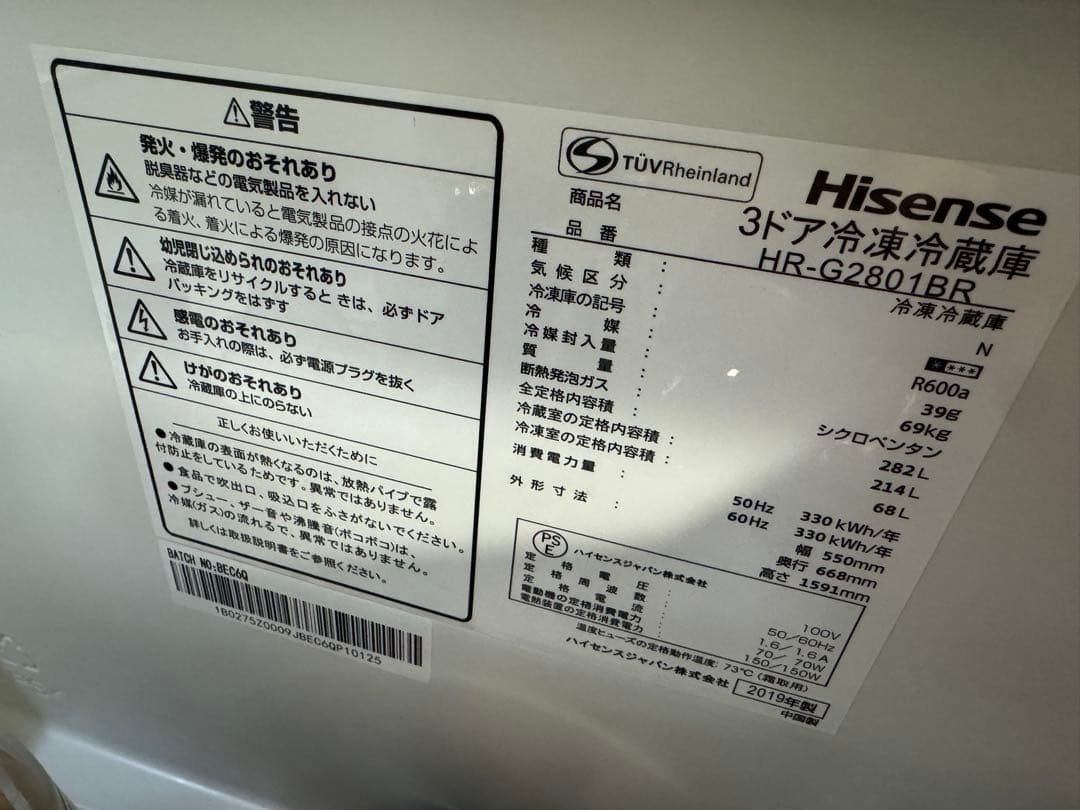 警告
発火・爆発のおそれあり
脱臭器などの電気製品を入れない
冷媒が漏れていると電気製品の接点の火花によ
る着火、着火による爆発の原因になります。
幼児閉じ込められのおそれあり
冷蔵庫をリサイクルするときは、必ずドア
パッキングをはずす
感電のおそれあり
お手入れの際は、必ず電源プラグを抜く
けがのおそれあり
冷蔵庫の上にのらない
正しくお使いいただくために
●冷蔵庫の表面が熱くなるのは、放熱パイプで露
付防止をしているためです。異常ではありません。
●食品で吹出口、吸込口をふさがないでください。
●ブシュー、ザー音や沸騰音(ポコポコ)は、
冷媒(ガス)の流れるで、異常ではありません。
詳しくは取扱説明書をご参照ください。
BATCH NO:BEC6Q
1B0275Z0009JBEC6QP10125
TÜVRheinland
Hisense
商品名 3ドア冷凍冷蔵庫
品番 HR-G2801BR
種類： 冷凍冷蔵庫
気候区分： N
冷凍庫の記号： ****
冷媒： R600a
冷媒封入量： 39g
質量： 69kg
断熱発泡ガス： シクロペンタン
全定格内容積： 282L
冷蔵室の定格内容積： 214L
冷凍室の定格内容積： 68L
消費電力量： 50Hz 330kWh/年
60Hz 330kWh/年
外形寸法： 幅 550mm
奥行 668mm
高さ 1591mm
PSE ハイセンスジャパン株式会社
定格電圧： 100V
定格周波数： 50/60Hz
定格電流： 1.6/1.6A
電動機の定格消費電力： 70/70W
電熱装置の定格消費電力： 150/150W
温度ヒューズの定格動作温度: 73℃(霜取用)
ハイセンスジャパン株式会社 2019年製
中国製